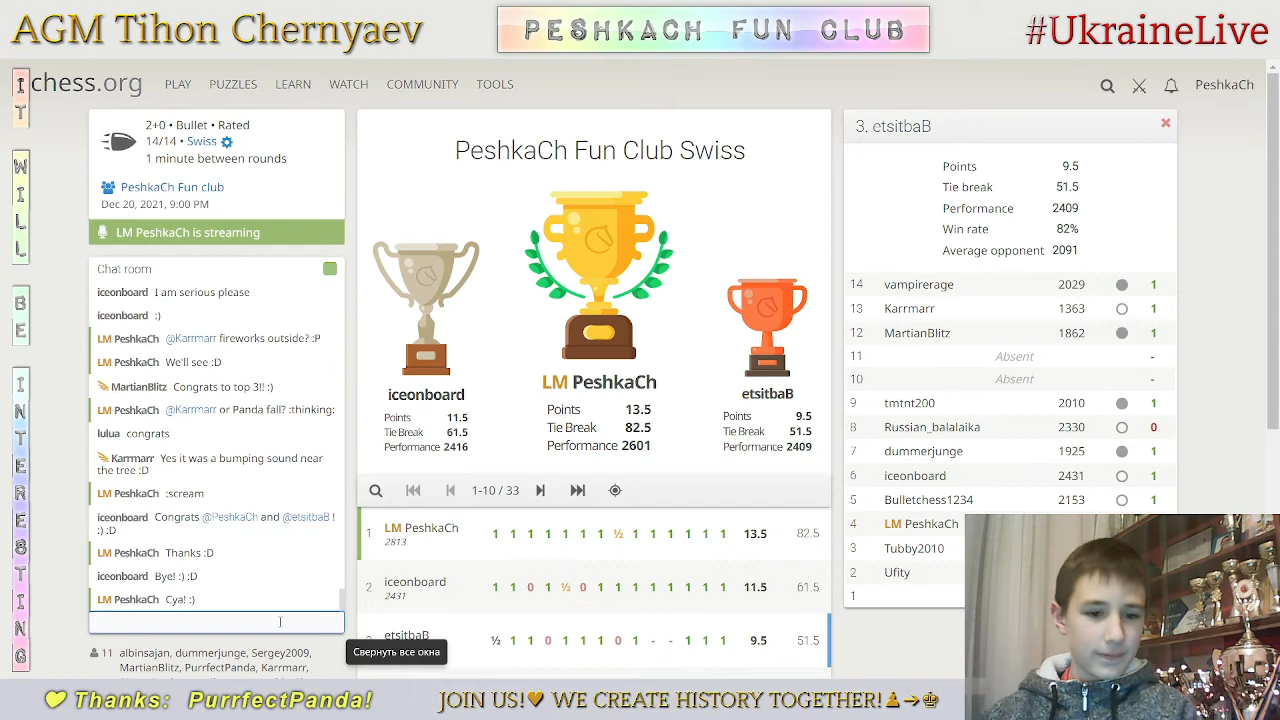 AGM Tihon Chernyaev
PESHKACH FUN CLUB
#UkraineLive
IT
WILL
BE
INTERESTING
chess.org
PLAY PUZZLES LEARN WATCH COMMUNITY TOOLS
PeshkaCh
2+0 • Bullet • Rated
14/14 • Swiss
1 minute between rounds
PeshkaCh Fun club
Dec 20, 2021, 9:00 PM
LM PeshkaCh is streaming
Chat room
iceonboard I am serious please
iceonboard :)
LM PeshkaCh @Karrmarr fireworks outside? :P
LM PeshkaCh We'll see :D
MartianBlitz Congrats to top 3!! :)
LM PeshkaCh @Karrmarr or Panda fall? :thinking:
lulua congrats
Karrmarr Yes it was a bumping sound near
the tree :D
LM PeshkaCh :scream
iceonboard Congrats @PeshkaCh and @etsitbaB !
:) :D
LM PeshkaCh Thanks :D
iceonboard Bye! :) :D
LM PeshkaCh Cya! :)
11 albinsajan, dummerjunge, Sergey2009,
MartianBlitz, PurrfectPanda, Karrmarr,
PeshkaCh Fun Club Swiss
iceonboard
Points 11.5
Tie Break 61.5
Performance 2416
LM PeshkaCh
Points 13.5
Tie Break 82.5
Performance 2601
etsitbaB
Points 9.5
Tie Break 51.5
Performance 2409
1-10 / 33
1 LM PeshkaCh 2813 1 1 1 1 1 1 1 ½ 1 1 1 1 1 1 13.5 82.5
2 iceonboard 2431 1 1 0 1 ½ 0 1 1 1 1 1 1 1 1 11.5 61.5
etsitbaB ½ 1 1 0 1 1 1 0 1 - - 1 1 1 9.5 51.5
Свернуть все окна
3. etsitbaB
Points 9.5
Tie break 51.5
Performance 2409
Win rate 82%
Average opponent 2091
14 vampirerage 2029 1
13 Karrmarr 1363 1
12 MartianBlitz 1862 1
11 Absent -
10 Absent -
9 tmtnt200 2010 1
8 Russian_balalaika 2330 0
7 dummerjunge 1925 1
6 iceonboard 2431 1
5 Bulletchess1234 2153 1
4 LM PeshkaCh
3 Tubby2010
2 Ufity
1
Thanks: PurrfectPanda!
JOIN US! WE CREATE HISTORY TOGETHER!